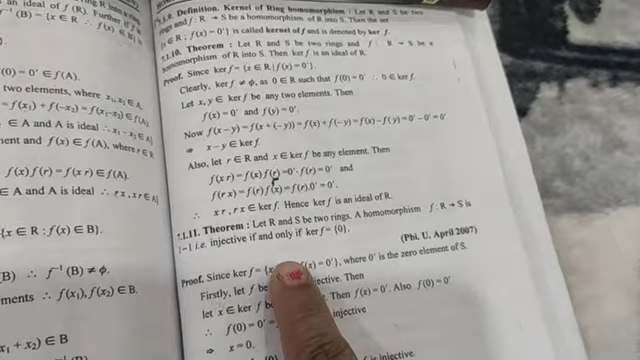 an ideal of f(R). Further if
f⁻¹(B) = {x ∈ R : f(x) ∈ B} is
f(0) = 0' ∈ f(A).
two elements, where x₁, x₂ ∈ A.
= f(x₁) + f(−x₂) = f(x₁−x₂) ∈ f(A)
∈ A and A is ideal ∴ x₁ − x₂ ∈ A]
ment and f(x) ∈ f(A), where r ∈ R
f(x) f(r) = f(x r) ∈ f(A)
∈ A and A is ideal ∴ r x, x r ∈ A]
{x ∈ R : f(x) ∈ B}.
(B) ∴ f⁻¹(B) ≠ φ.
ments ∴ f(x₁), f(x₂) ∈ B.
x₁ + x₂) ∈ B
7.1.9. Definition. Kernel of Ring homomorphism : Let R and S be two
rings and f : R → S be a homomorphism of R into S. Then the set
{x ∈ R ; f(x) = 0'} is called kernel of f and is denoted by ker f.
7.1.10. Theorem : Let R and S be two rings and f : R → S be a
homomorphism of R into S. Then ker f is an ideal of R.
Proof. Since ker f = {x ∈ R | f(x) = 0'}.
Clearly, ker f ≠ φ, as 0 ∈ R such that f(0) = 0' ∴ 0 ∈ ker f.
Let x, y ∈ ker f be any two elements. Then
f(x) = 0' and f(y) = 0'.
Now f(x − y) = f(x + (−y)) = f(x) + f(−y) = f(x) − f(y) = 0' − 0' = 0'
⇒ x − y ∈ ker f.
Also, let r ∈ R and x ∈ ker f be any element. Then
f(x r) = f(x) f(r) = 0' · f(r) = 0' and
f(r x) = f(r) f(x) = f(r).0' = 0'.
∴ x r, r x ∈ ker f. Hence ker f is an ideal of R.
7.1.11. Theorem : Let R and S be two rings. A homomorphism f : R → S is
1−1 i.e. injective if and only if ker f = {0}.
(Pbi. U. April 2007)
Proof. Since ker f = {x f(x) = 0'}, where 0' is the zero element of S.
Firstly, let f be jective. Then
let x ∈ ker f b Then f(x) = 0'. Also f(0) = 0'
∴ f(0) = 0' = injective
⇒ x = 0.
f is injective.